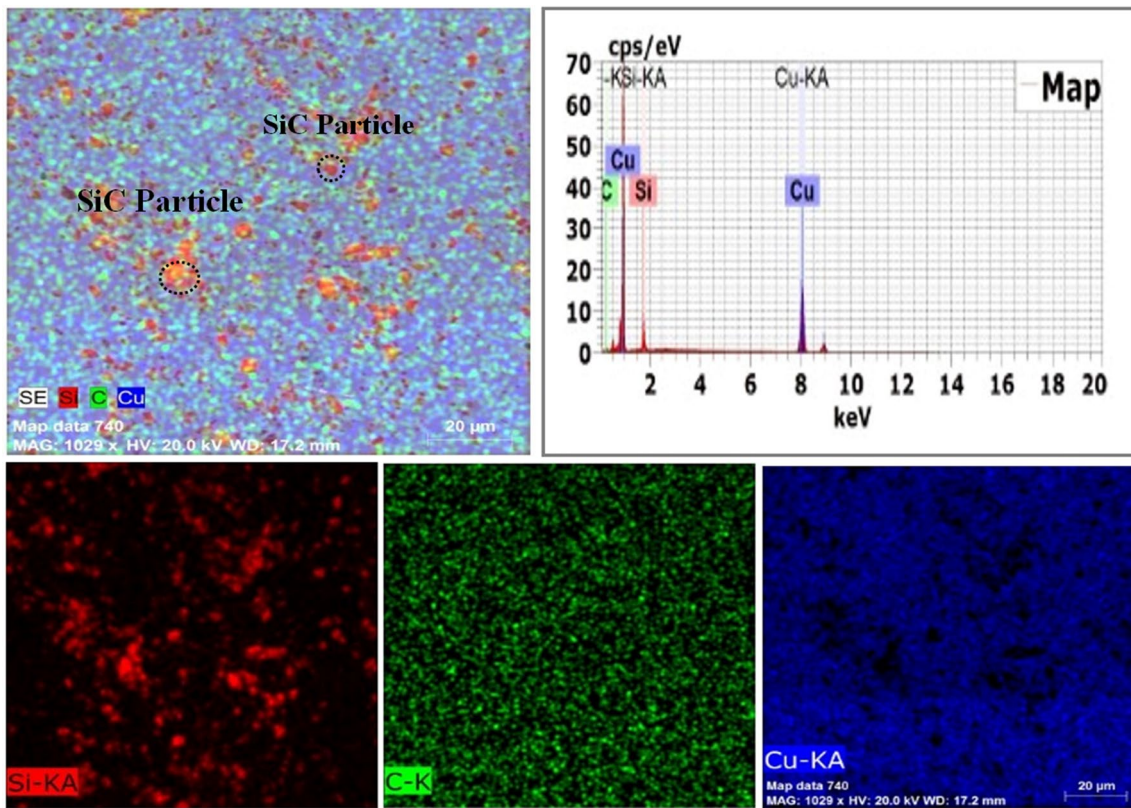 SiC Particle
SiC Particle
SE Si C Cu
Map data 740
MAG: 1029 x HV: 20.0 kV WD: 17.2 mm
20 µm
cps/eV
70
60
50
40
30
20
10
0
-KSi-KA
Cu-KA
Map
Cu
C
Si
Cu
2 4 6 8 10 12 14 16 18 20
keV
Si-KA
C-K
Cu-KA
Map data 740
MAG: 1029 x HV: 20.0 kV WD: 17.2 mm
20 µm